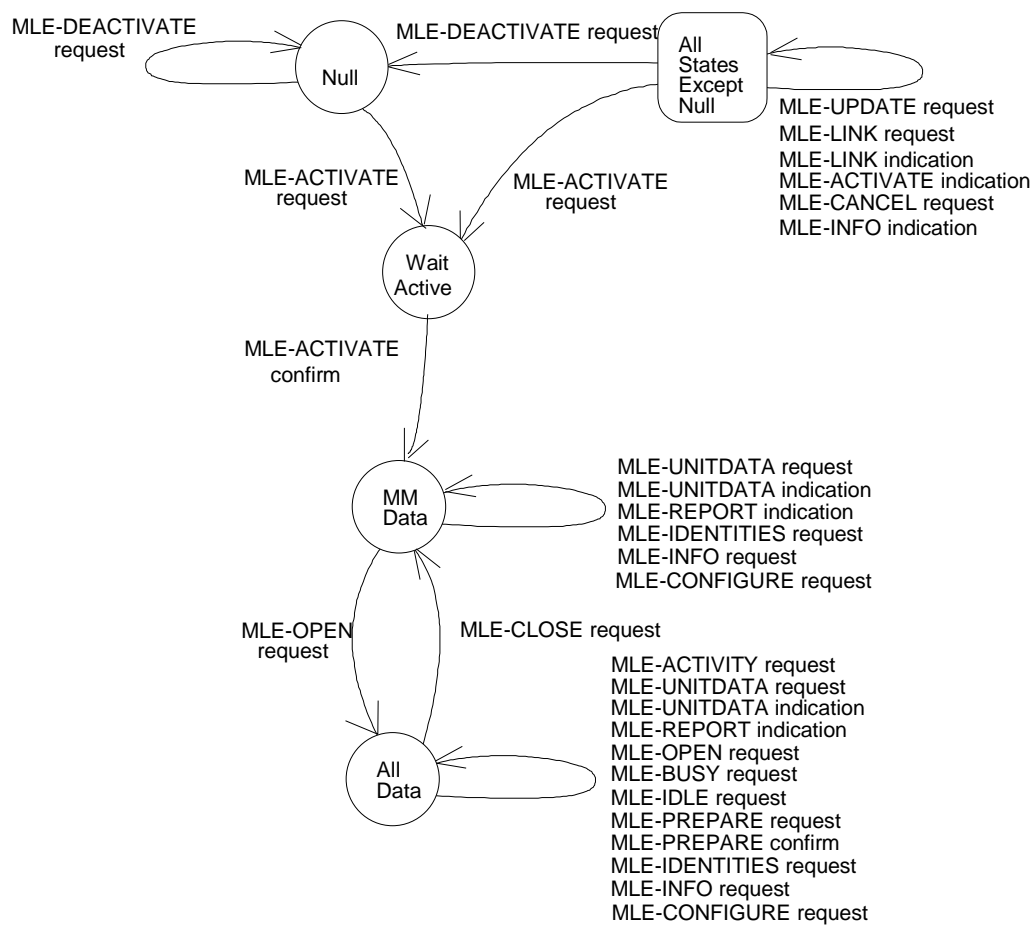 MLE-DEACTIVATE
request
MLE-DEACTIVATE request
Null
All
States
Except
Null
MLE-UPDATE request
MLE-LINK request
MLE-LINK indication
MLE-ACTIVATE indication
MLE-CANCEL request
MLE-INFO indication
MLE-ACTIVATE
request
MLE-ACTIVATE
request
Wait
Active
MLE-ACTIVATE
confirm
MM
Data
MLE-UNITDATA request
MLE-UNITDATA indication
MLE-REPORT indication
MLE-IDENTITIES request
MLE-INFO request
MLE-CONFIGURE request
MLE-OPEN
request
MLE-CLOSE request
All
Data
MLE-ACTIVITY request
MLE-UNITDATA request
MLE-UNITDATA indication
MLE-REPORT indication
MLE-OPEN request
MLE-BUSY request
MLE-IDLE request
MLE-PREPARE request
MLE-PREPARE confirm
MLE-IDENTITIES request
MLE-INFO request
MLE-CONFIGURE request